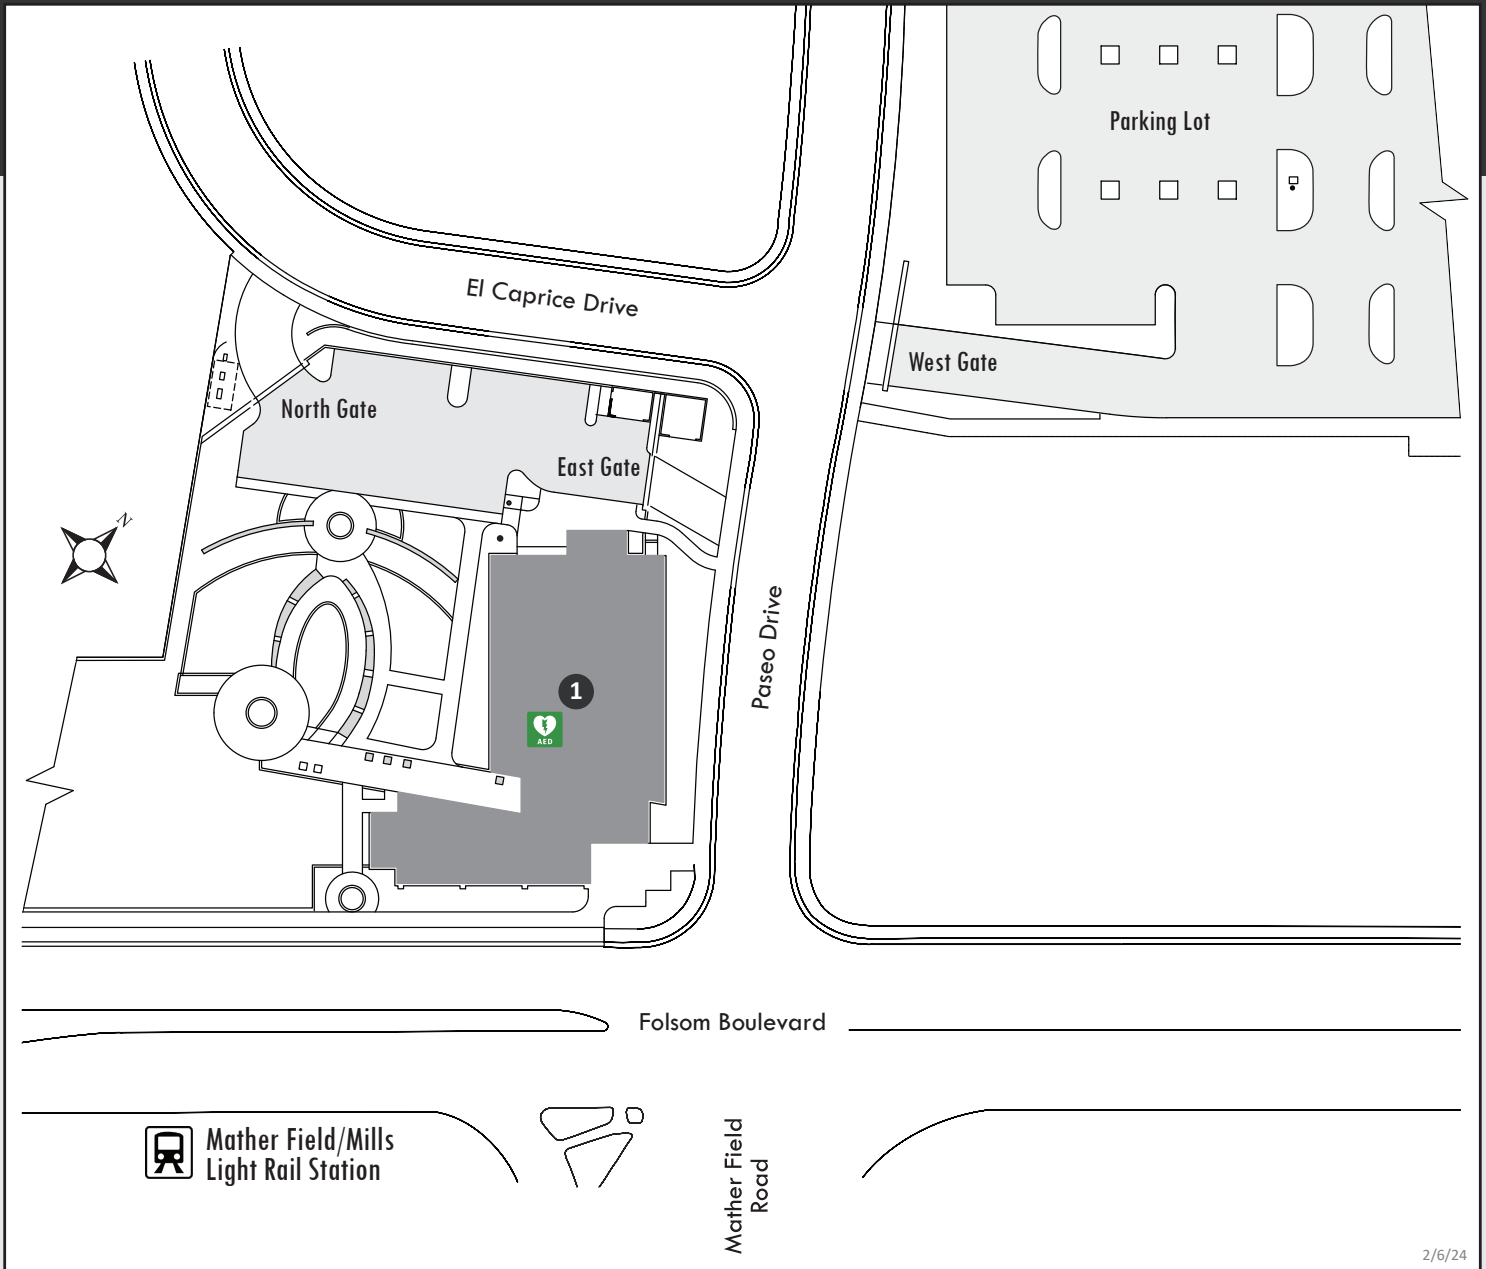 Parking Lot
El Caprice Drive
West Gate
North Gate
East Gate
N
Paseo Drive
1
AED
Folsom Boulevard
Mather Field/Mills
Light Rail Station
Mather Field
Road
2/6/24